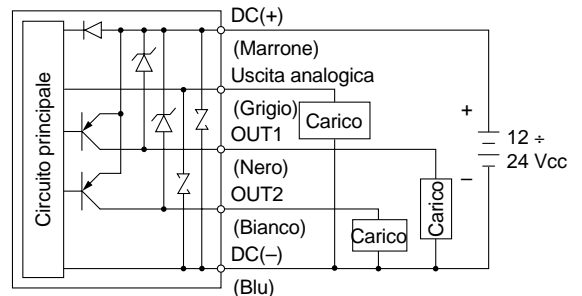 DC(+)
(Marrone)
Uscita analogica
(Grigio)
Carico
OUT1
(Nero)
OUT2
(Bianco)
Carico
Carico
DC(–)
(Blu)
Circuito principale
+
12 ÷
24 Vcc
–